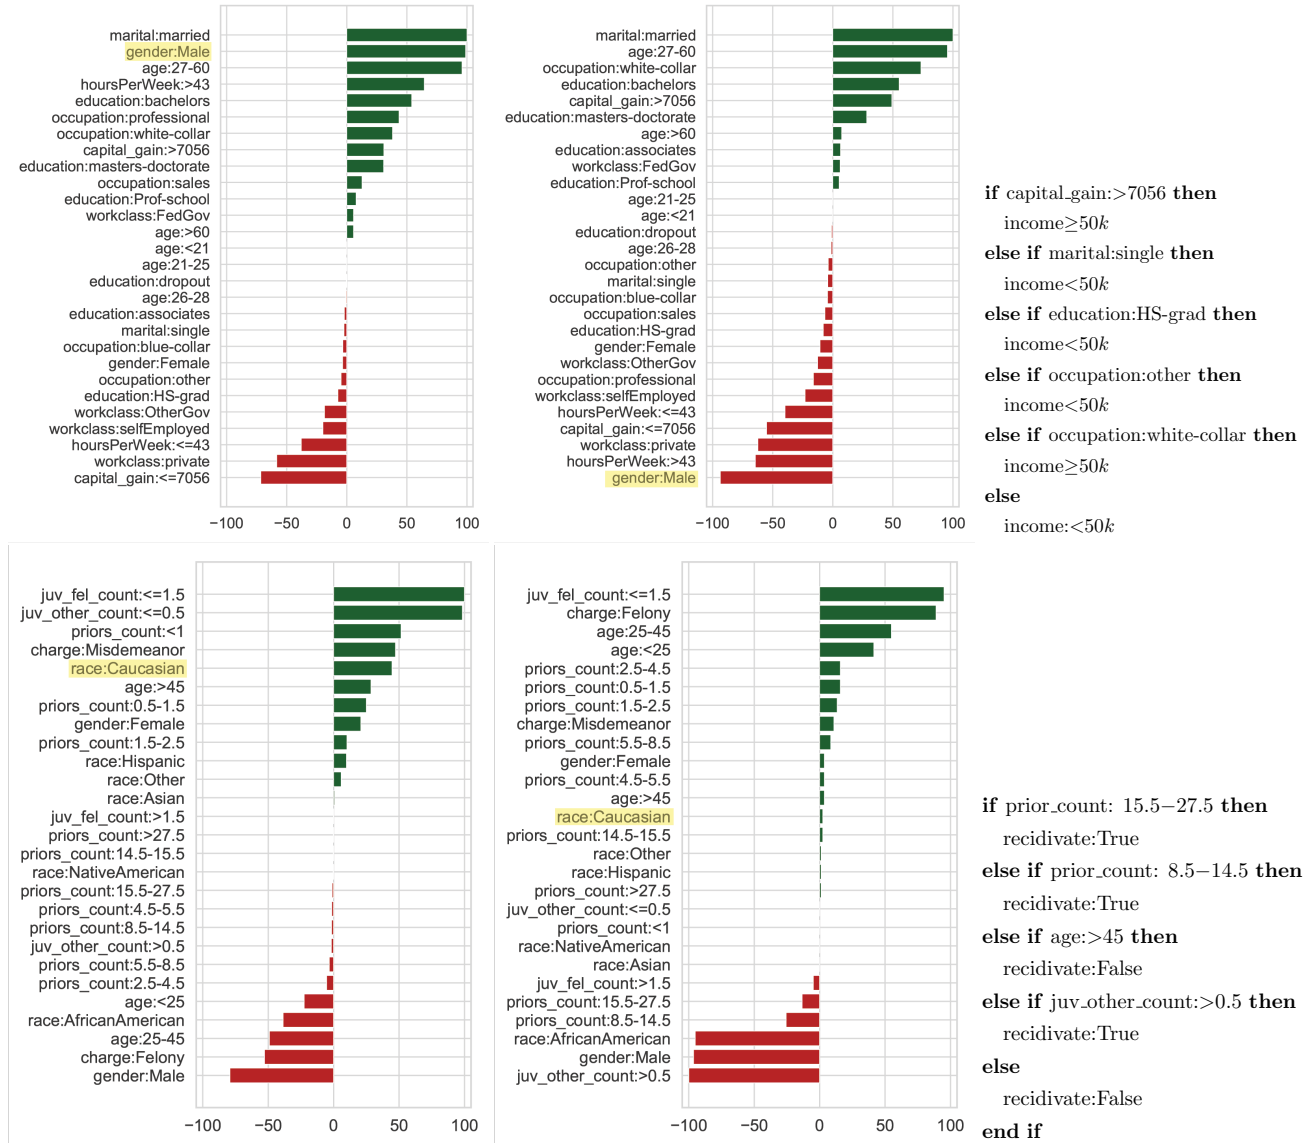 marital:married
gender:Male
age:27-60
hoursPerWeek:>43
education:bachelors
occupation:professional
occupation:white-collar
capital_gain:>7056
education:masters-doctorate
occupation:sales
education:Prof-school
workclass:FedGov
age:>60
age:<21
age:21-25
education:dropout
age:26-28
education:associates
marital:single
occupation:blue-collar
gender:Female
occupation:other
education:HS-grad
workclass:OtherGov
workclass:selfEmployed
hoursPerWeek:<=43
workclass:private
capital_gain:<=7056
−100 −50 0 50 100
marital:married
age:27-60
occupation:white-collar
education:bachelors
capital_gain:>7056
education:masters-doctorate
age:>60
education:associates
workclass:FedGov
education:Prof-school
age:21-25
age:<21
education:dropout
age:26-28
occupation:other
marital:single
occupation:blue-collar
occupation:sales
education:HS-grad
gender:Female
workclass:OtherGov
occupation:professional
workclass:selfEmployed
hoursPerWeek:<=43
capital_gain:<=7056
workclass:private
hoursPerWeek:>43
gender:Male
−100 −50 0 50 100
if capital_gain:>7056 then
income≥50k
else if marital:single then
income<50k
else if education:HS-grad then
income<50k
else if occupation:other then
income<50k
else if occupation:white-collar then
income≥50k
else
income:<50k
juv_fel_count:<=1.5
juv_other_count:<=0.5
priors_count:<1
charge:Misdemeanor
race:Caucasian
age:>45
priors_count:0.5-1.5
gender:Female
priors_count:1.5-2.5
race:Hispanic
race:Other
race:Asian
juv_fel_count:>1.5
priors_count:>27.5
priors_count:14.5-15.5
race:NativeAmerican
priors_count:15.5-27.5
priors_count:4.5-5.5
priors_count:8.5-14.5
juv_other_count:>0.5
priors_count:5.5-8.5
priors_count:2.5-4.5
age:<25
race:AfricanAmerican
age:25-45
charge:Felony
gender:Male
−100 −50 0 50 100
juv_fel_count:<=1.5
charge:Felony
age:25-45
age:<25
priors_count:2.5-4.5
priors_count:0.5-1.5
priors_count:1.5-2.5
charge:Misdemeanor
priors_count:5.5-8.5
gender:Female
priors_count:4.5-5.5
age:>45
race:Caucasian
priors_count:14.5-15.5
race:Other
race:Hispanic
priors_count:>27.5
juv_other_count:<=0.5
priors_count:<1
race:NativeAmerican
race:Asian
juv_fel_count:>1.5
priors_count:15.5-27.5
priors_count:8.5-14.5
race:AfricanAmerican
gender:Male
juv_other_count:>0.5
−100 −50 0 50 100
if prior_count: 15.5−27.5 then
recidivate:True
else if prior_count: 8.5−14.5 then
recidivate:True
else if age:>45 then
recidivate:False
else if juv_other_count:>0.5 then
recidivate:True
else
recidivate:False
end if